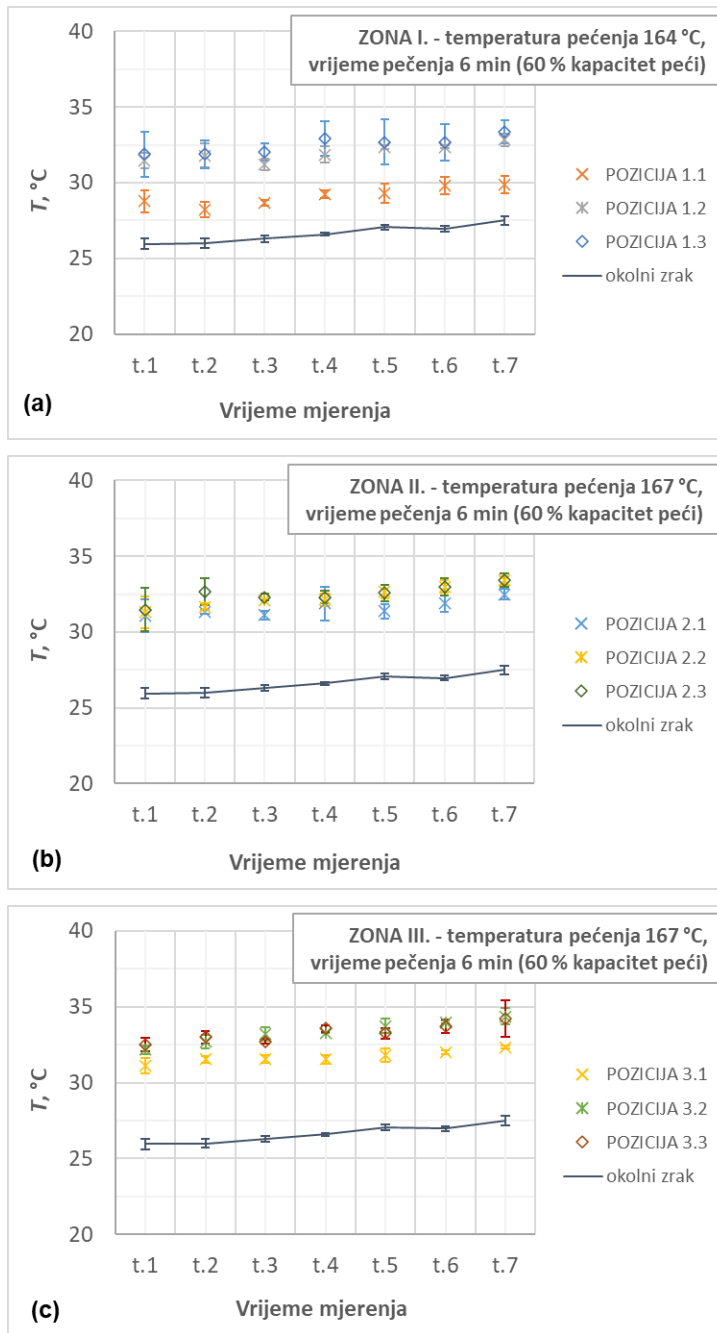 ZONA I. - temperatura pećenja 164 °C,
vrijeme pečenja 6 min (60 % kapacitet peći)
40
35
30
25
20
T, °C
t.1 t.2 t.3 t.4 t.5 t.6 t.7
Vrijeme mjerenja
POZICIJA 1.1
POZICIJA 1.2
POZICIJA 1.3
okolni zrak
(a)
ZONA II. - temperatura pećenja 167 °C,
vrijeme pečenja 6 min (60 % kapacitet peći)
40
35
30
25
20
T, °C
t.1 t.2 t.3 t.4 t.5 t.6 t.7
Vrijeme mjerenja
POZICIJA 2.1
POZICIJA 2.2
POZICIJA 2.3
okolni zrak
(b)
ZONA III. - temperatura pećenja 167 °C,
vrijeme pečenja 6 min (60 % kapacitet peći)
40
35
30
25
20
T, °C
t.1 t.2 t.3 t.4 t.5 t.6 t.7
Vrijeme mjerenja
POZICIJA 3.1
POZICIJA 3.2
POZICIJA 3.3
okolni zrak
(c)